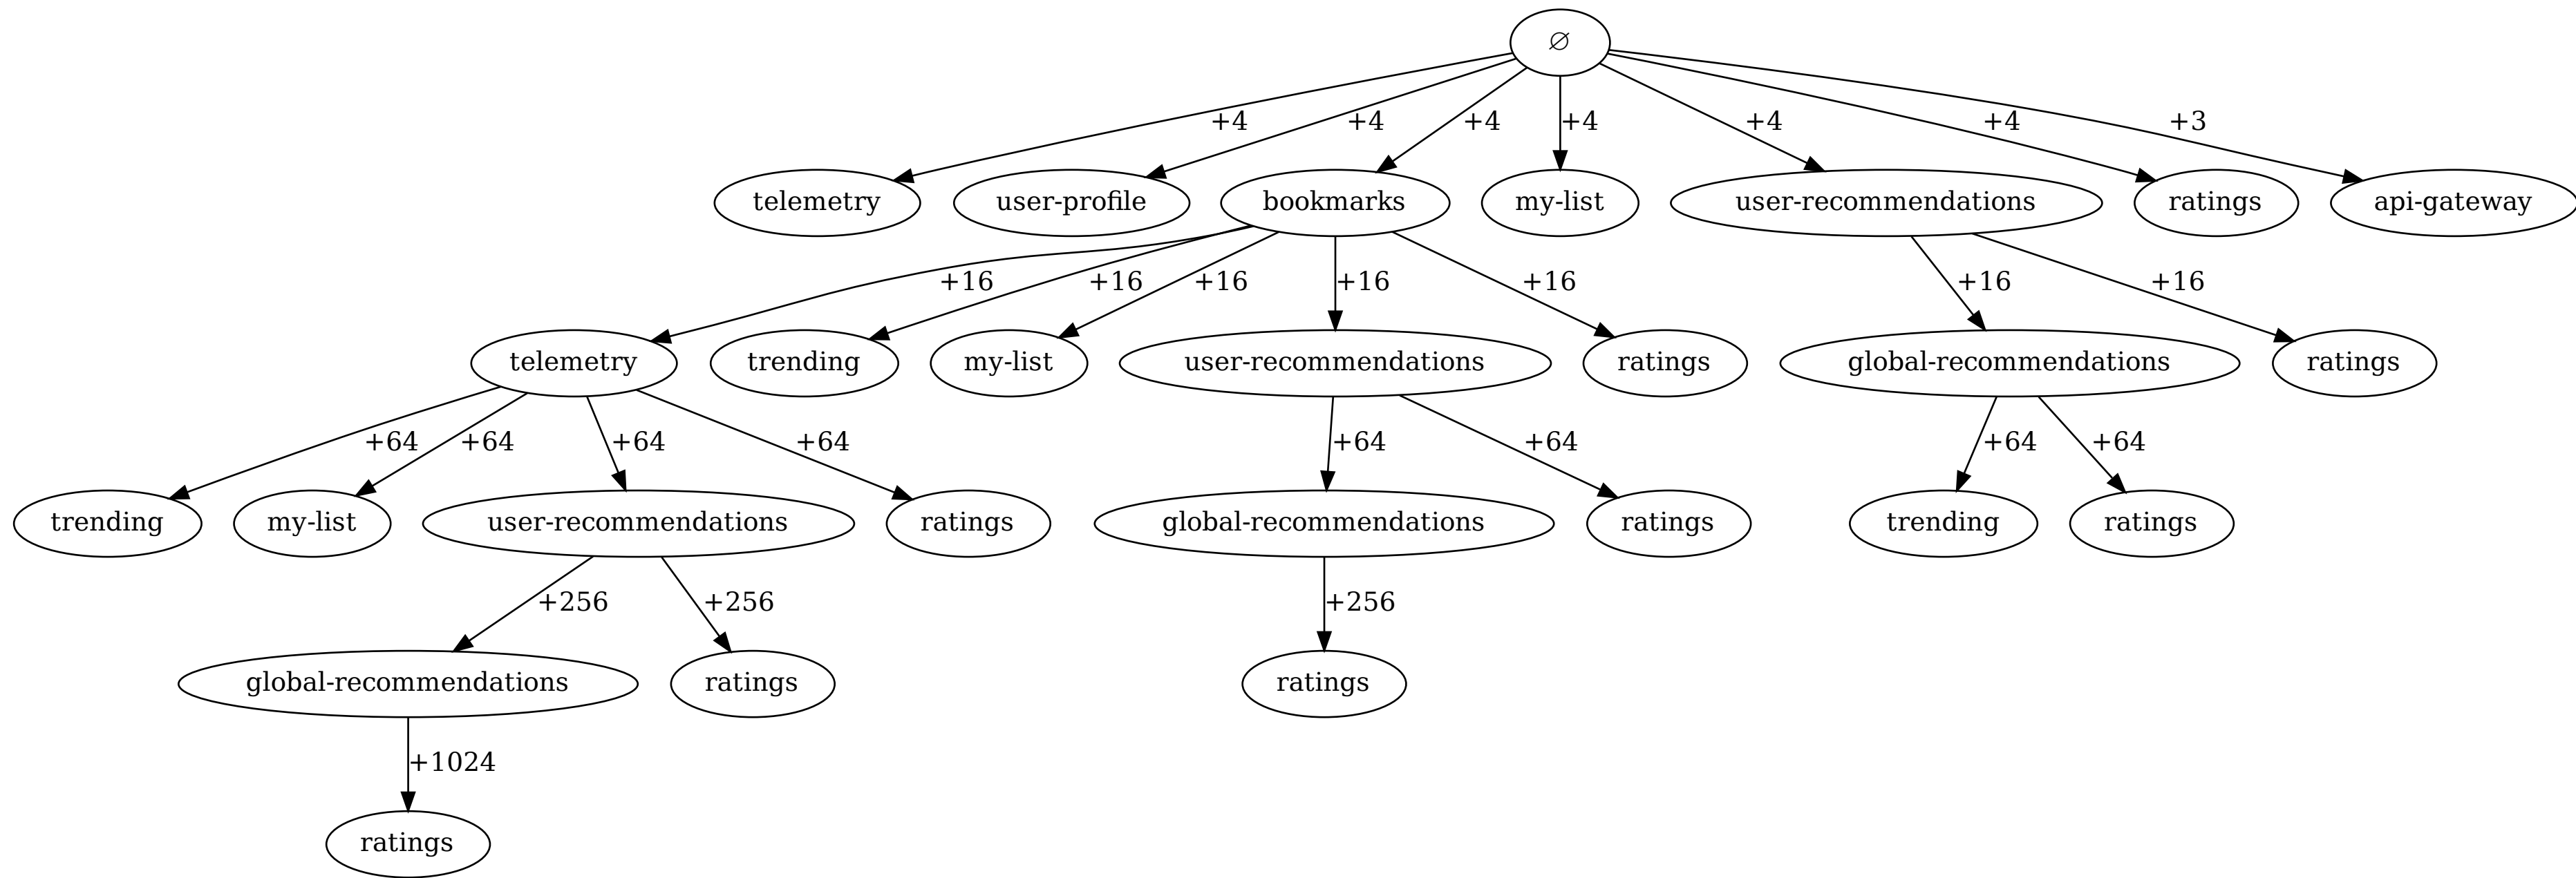 ∅
+4 +4 +4 +4 +4 +4 +3
telemetry user-profile bookmarks my-list user-recommendations ratings api-gateway
+16 +16 +16 +16 +16 +16 +16
telemetry trending my-list user-recommendations ratings global-recommendations ratings
+64 +64 +64 +64 +64 +64 +64 +64
trending my-list user-recommendations ratings global-recommendations ratings trending ratings
+256 +256 +256
global-recommendations ratings ratings
+1024
ratings